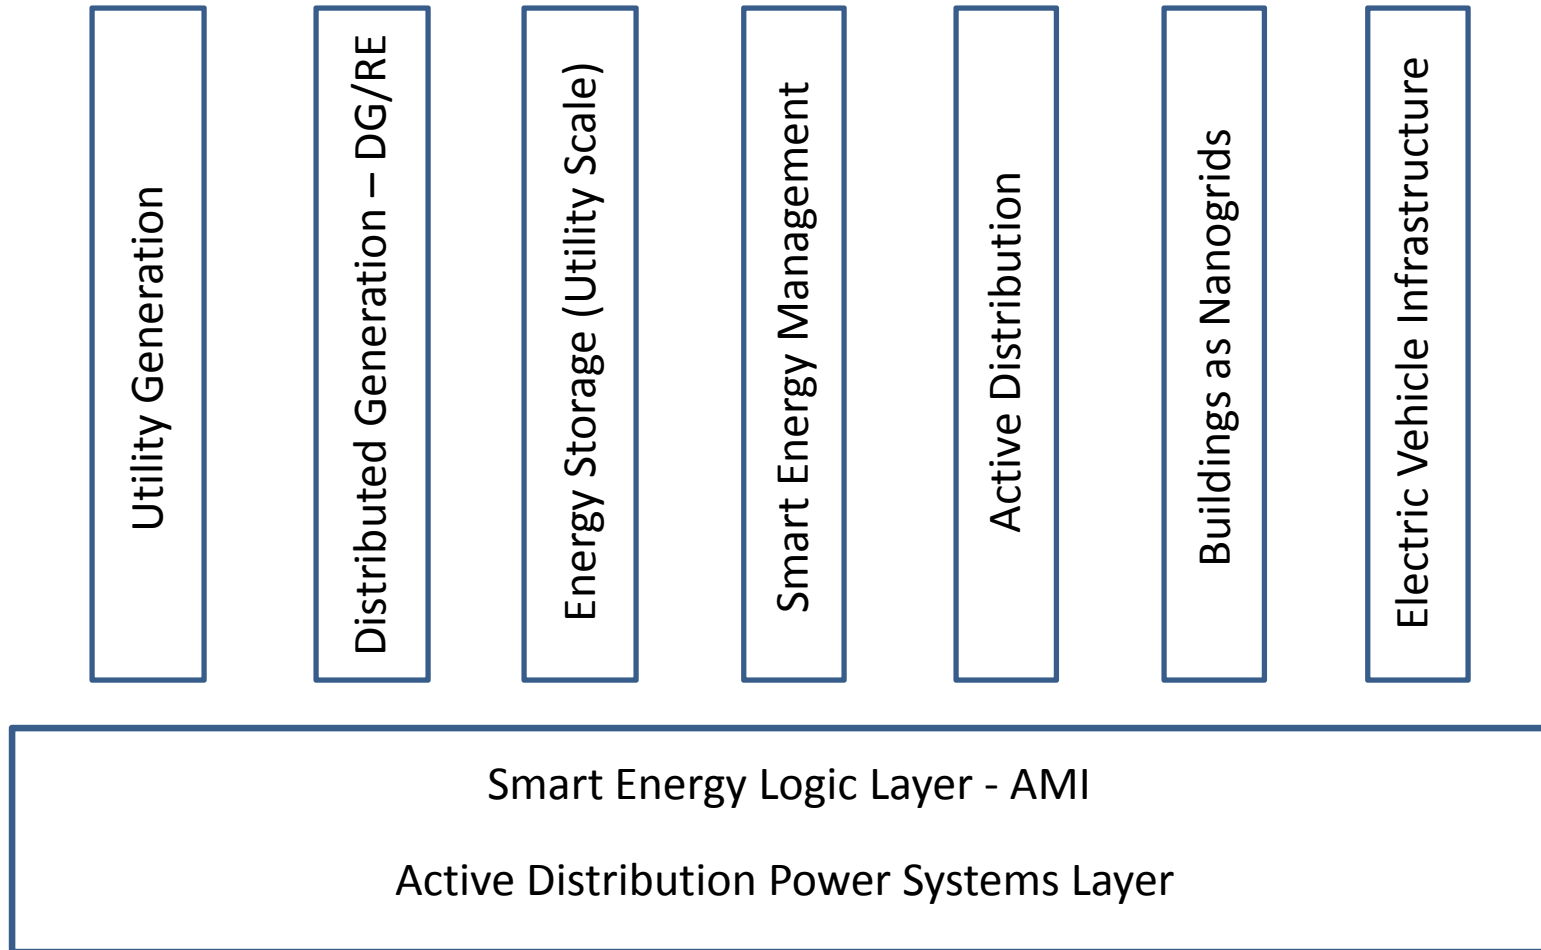 Utility Generation
Distributed Generation – DG/RE
Energy Storage (Utility Scale)
Smart Energy Management
Active Distribution
Buildings as Nanogrids
Electric Vehicle Infrastructure
Smart Energy Logic Layer - AMI
Active Distribution Power Systems Layer